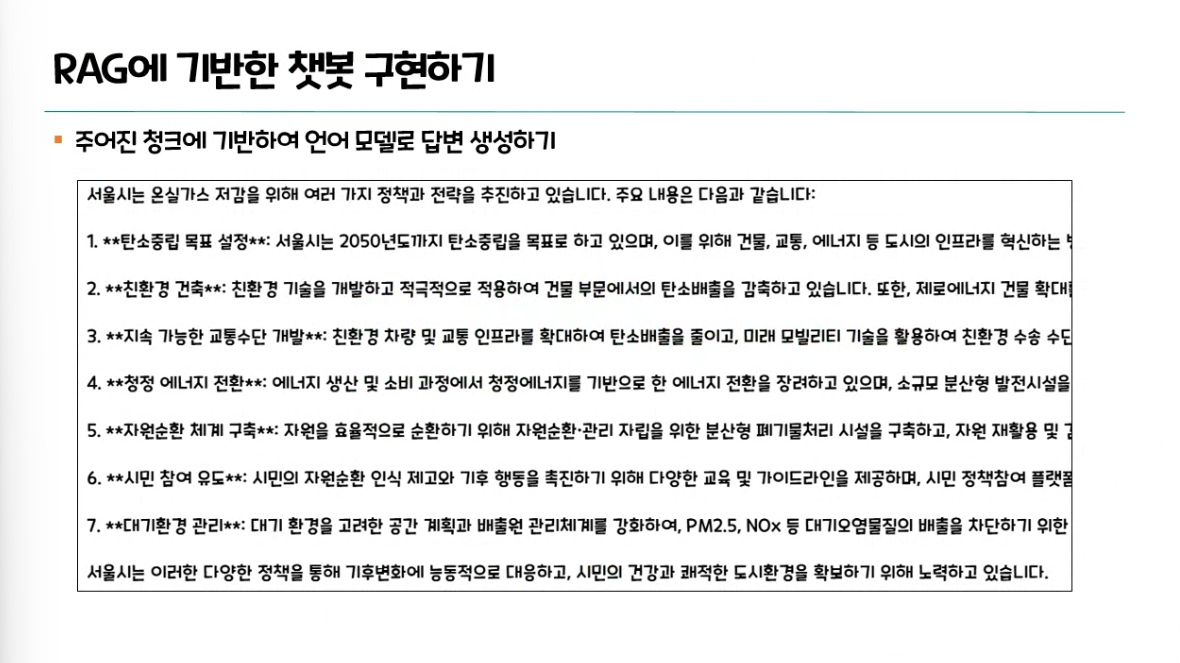 RAG에 기반한 챗봇 구현하기
▪ 주어진 청크에 기반하여 언어 모델로 답변 생성하기
서울시는 온실가스 저감을 위해 여러 가지 정책과 전략을 추진하고 있습니다. 주요 내용은 다음과 같습니다:
1. **탄소중립 목표 설정**: 서울시는 2050년도까지 탄소중립을 목표로 하고 있으며, 이를 위해 건물, 교통, 에너지 등 도시의 인프라를 혁신하는
2. **친환경 건축**: 친환경 기술을 개발하고 적극적으로 적용하여 건물 부문에서의 탄소배출을 감축하고 있습니다. 또한, 제로에너지 건물 확대
3. **지속 가능한 교통수단 개발**: 친환경 차량 및 교통 인프라를 확대하여 탄소배출을 줄이고, 미래 모빌리티 기술을 활용하여 친환경 수송 수단
4. **청정 에너지 전환**: 에너지 생산 및 소비 과정에서 청정에너지를 기반으로 한 에너지 전환을 장려하고 있으며, 소규모 분산형 발전시설을
5. **자원순환 체계 구축**: 자원을 효율적으로 순환하기 위해 자원순환·관리 자립을 위한 분산형 폐기물처리 시설을 구축하고, 자원 재활용 및
6. **시민 참여 유도**: 시민의 자원순환 인식 제고와 기후 행동을 촉진하기 위해 다양한 교육 및 가이드라인을 제공하며, 시민 정책참여 플랫폼
7. **대기환경 관리**: 대기 환경을 고려한 공간 계획과 배출원 관리체계를 강화하여, PM2.5, NOx 등 대기오염물질의 배출을 차단하기 위한
서울시는 이러한 다양한 정책을 통해 기후변화에 능동적으로 대응하고, 시민의 건강과 쾌적한 도시환경을 확보하기 위해 노력하고 있습니다.